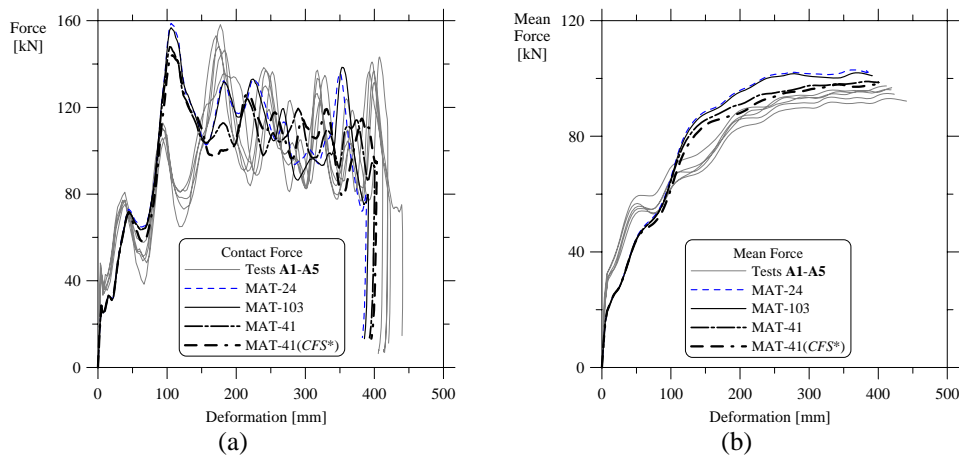 Force
[kN]
160
120
80
40
0
Contact Force
Tests A1-A5
MAT-24
MAT-103
MAT-41
MAT-41(CFS*)
0 100 200 300 400 500
Deformation [mm]
(a)
Mean
Force
[kN]
120
80
40
0
Mean Force
Tests A1-A5
MAT-24
MAT-103
MAT-41
MAT-41(CFS*)
0 100 200 300 400 500
Deformation [mm]
(b)